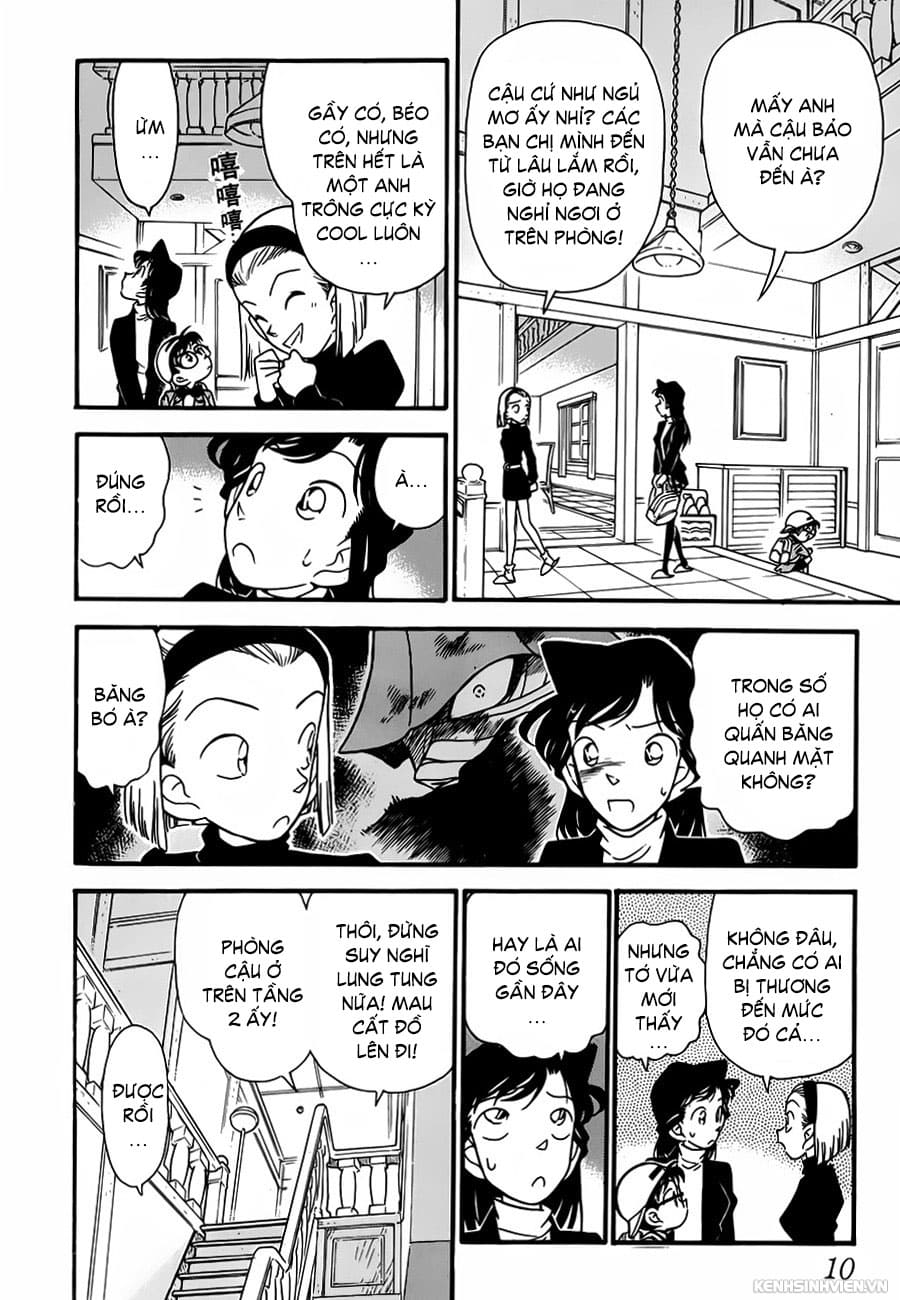 MẤY ANH
MÀ CẬU BẢO
VẪN CHƯA
ĐẾN À?
CẬU CỨ NHƯ NGỦ
MƠ ẤY NHỈ? CÁC
BẠN CHỊ MÌNH ĐẾN
TỪ LÂU LẮM RỒI,
GIỜ HỌ ĐANG
NGHỈ NGƠI Ở
TRÊN PHÒNG!
GẦY CÓ, BÉO
CÓ, NHƯNG
TRÊN HẾT LÀ
MỘT ANH
TRÔNG CỰC KỲ
COOL LUÔN
...
嘻嘻嘻!
ỪM
...
À...
ĐÚNG
RỒI...
TRONG SỐ
HỌ CÓ AI
QUẤN BĂNG
QUANH MẶT
KHÔNG?
BĂNG
BÓ À?
KHÔNG ĐÂU,
CHẲNG CÓ AI
BỊ THƯƠNG
ĐẾN MỨC
ĐÓ CẢ...
NHƯNG
TỚ VỪA
MỚI
THẤY
...
HAY LÀ AI
ĐÓ SỐNG
GẦN ĐÂY
...
THÔI, ĐỪNG
SUY NGHĨ
LUNG TUNG
NỮA! MAU
CẤT ĐỒ
LÊN ĐI!
PHÒNG
CẬU Ở
TRÊN TẦNG
2 ẤY!
ĐƯỢC
RỒI
...
10
KENHSINHVIEN.VN